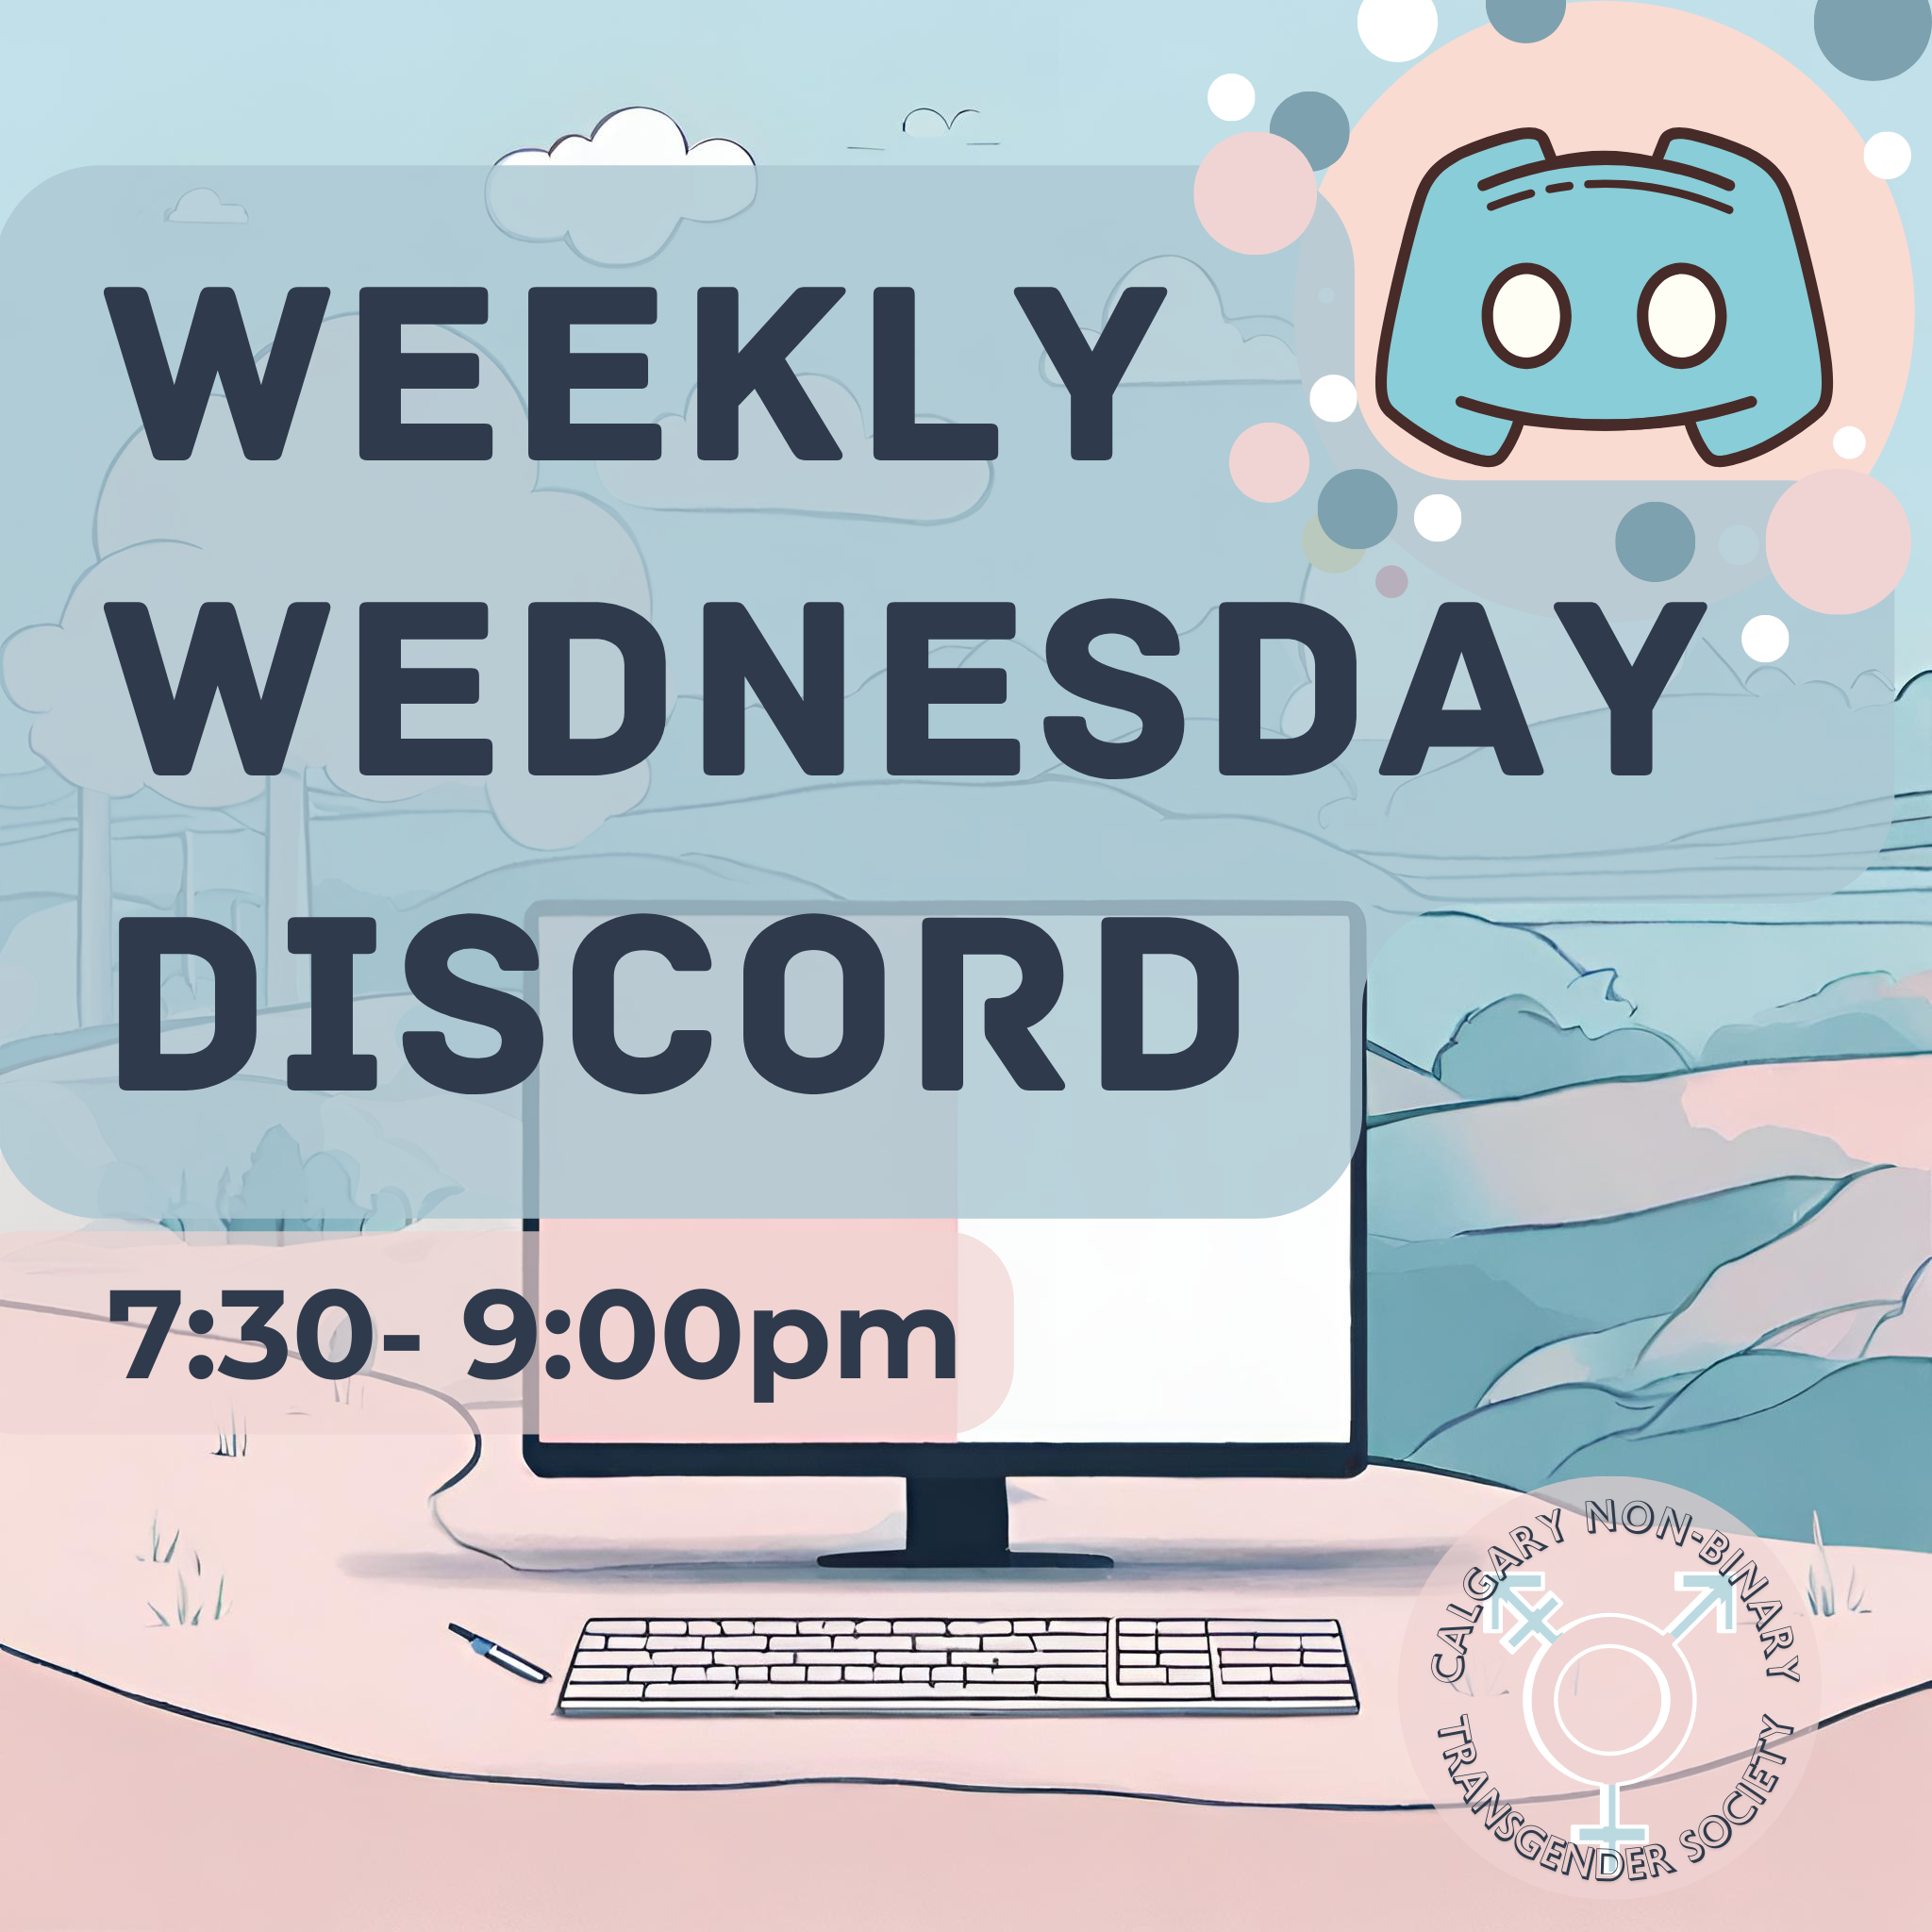 WEEKLY
WEDNESDAY
DISCORD
7:30- 9:00pm
CALGARY NON-BINARY
TRANSGENDER SOCIETY